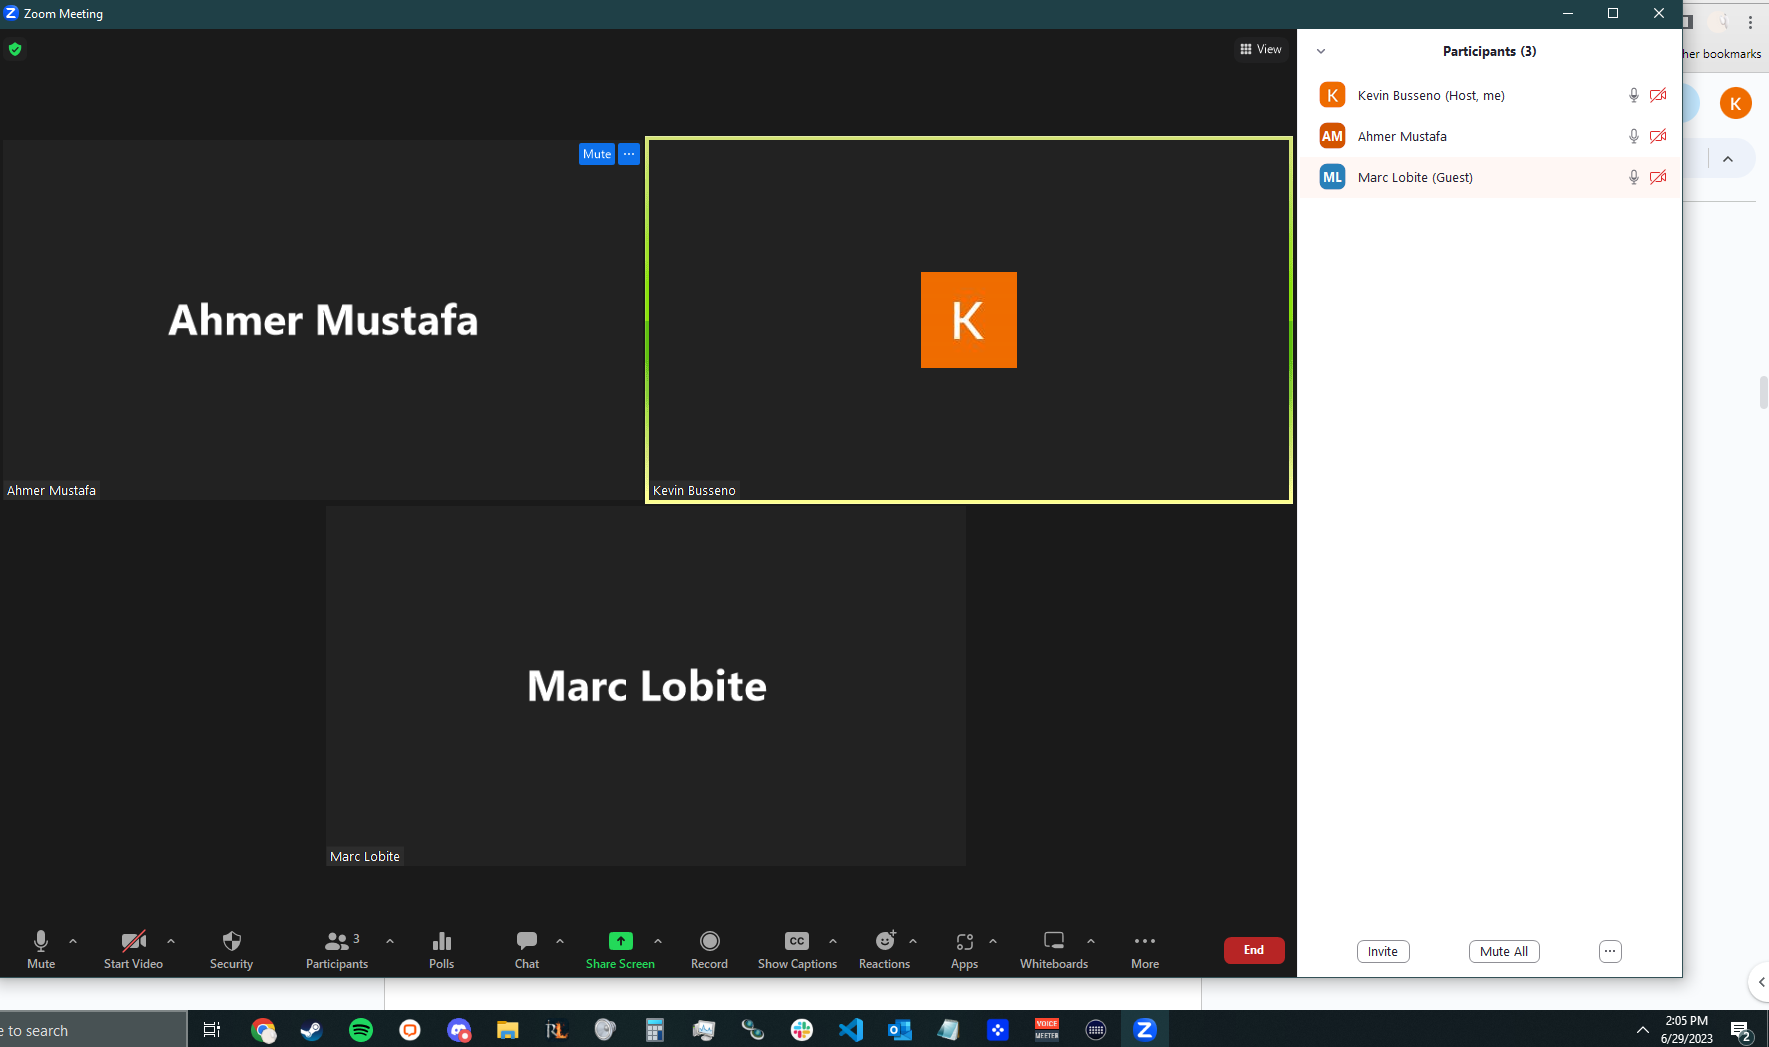 Zoom Meeting
View
Participants (3)
her bookmarks
K
Kevin Busseno (Host, me)
K
AM
Ahmer Mustafa
ML
Marc Lobite (Guest)
Mute
Ahmer Mustafa
K
Ahmer Mustafa
Kevin Busseno
Marc Lobite
Marc Lobite
3
CC
Mute
Start Video
Security
Participants
Polls
Chat
Share Screen
Record
Show Captions
Reactions
Apps
Whiteboards
More
End
Invite
Mute All
e to search
VOICE
MEETER
2:05 PM
6/29/2023
2